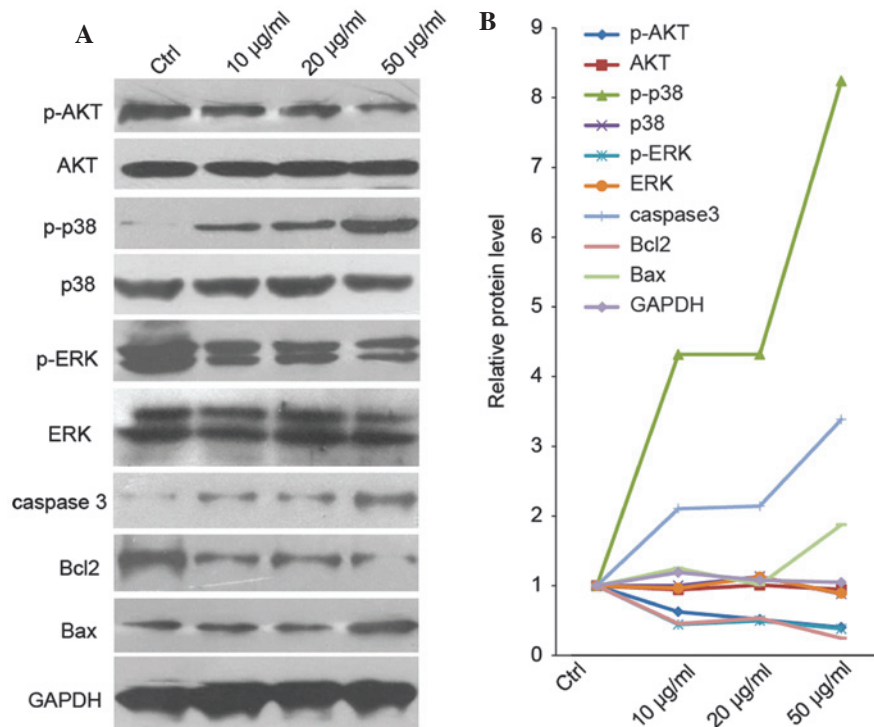 A
Ctrl
10 µg/ml
20 µg/ml
50 µg/ml
p-AKT
AKT
p-p38
p38
p-ERK
ERK
caspase 3
Bcl2
Bax
GAPDH
B
Relative protein level
9
8
7
6
5
4
3
2
1
0
p-AKT
AKT
p-p38
p38
p-ERK
ERK
caspase3
Bcl2
Bax
GAPDH
Ctrl
10 µg/ml
20 µg/ml
50 µg/ml